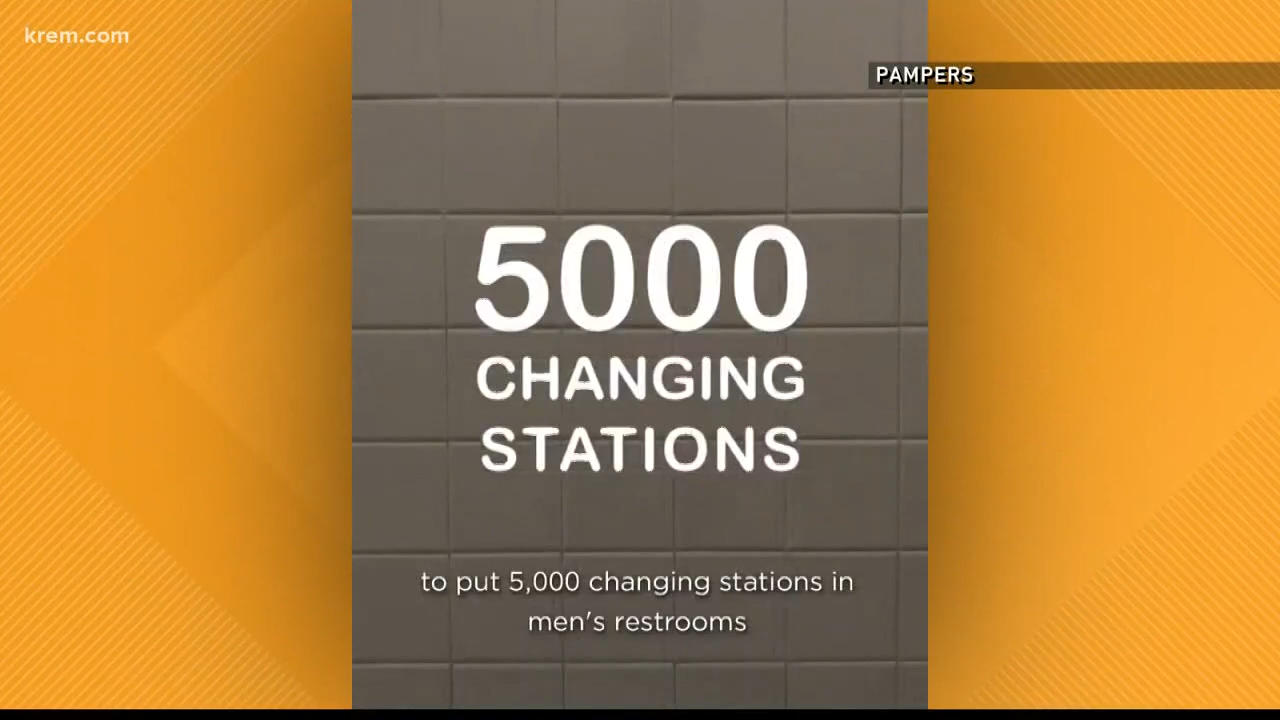 krem.com
PAMPERS
5000
CHANGING
STATIONS
to put 5,000 changing stations in
men's restrooms